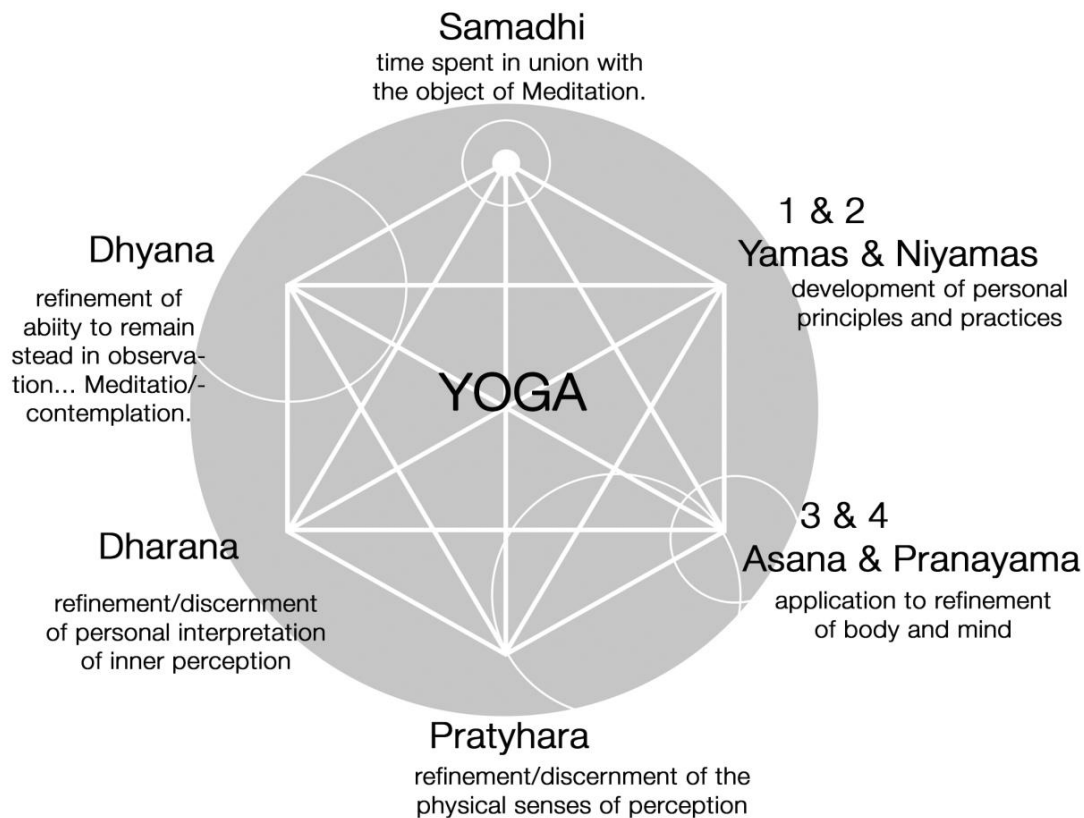 Samadhi
time spent in union with
the object of Meditation.
1 & 2
Yamas & Niyamas
development of personal
principles and practices
Dhyana
refinement of
abiity to remain
stead in observa-
tion... Meditatio/-
contemplation.
YOGA
3 & 4
Asana & Pranayama
application to refinement
of body and mind
Dharana
refinement/discernment
of personal interpretation
of inner perception
Pratyhara
refinement/discernment of the
physical senses of perception